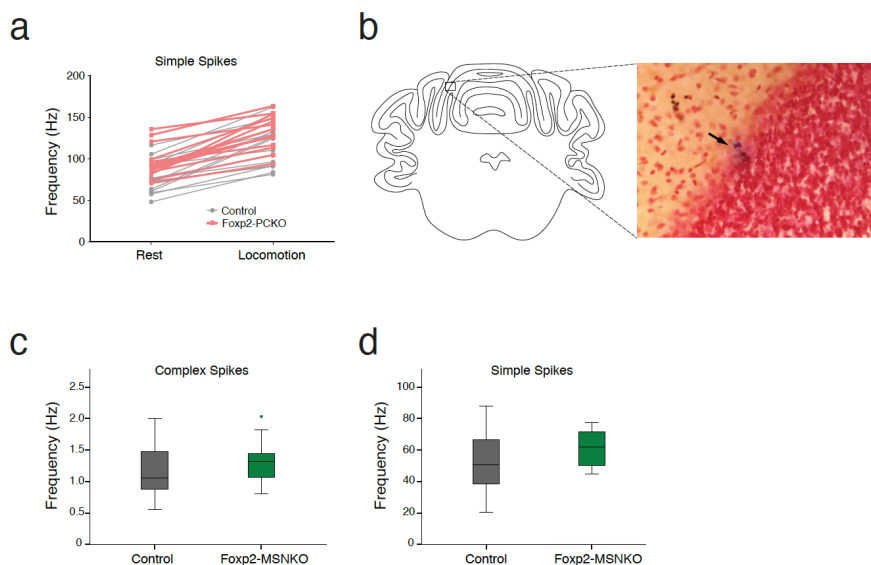 a
Simple Spikes
Frequency (Hz)
200
150
100
50
0
Control
Foxp2-PCKO
Rest Locomotion
b
c
Complex Spikes
Frequency (Hz)
2.5
2.0
1.5
1.0
0.5
0
Control Foxp2-MSNKO
d
Simple Spikes
Frequency (Hz)
100
80
60
40
20
0
Control Foxp2-MSNKO